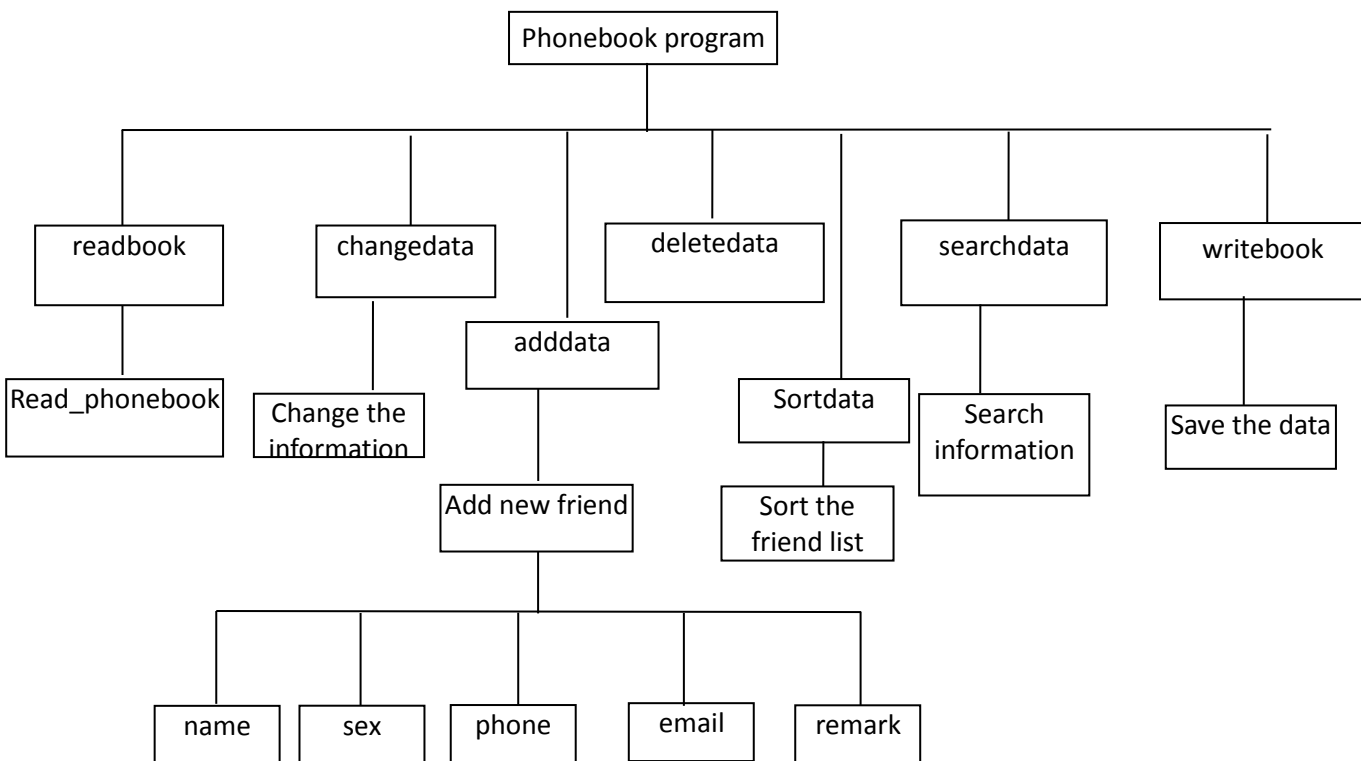 Phonebook program
readbook
changedata
deletedata
searchdata
writebook
adddata
Read_phonebook
Change the
information
Sortdata
Search
information
Save the data
Add new friend
Sort the
friend list
name
sex
phone
email
remark